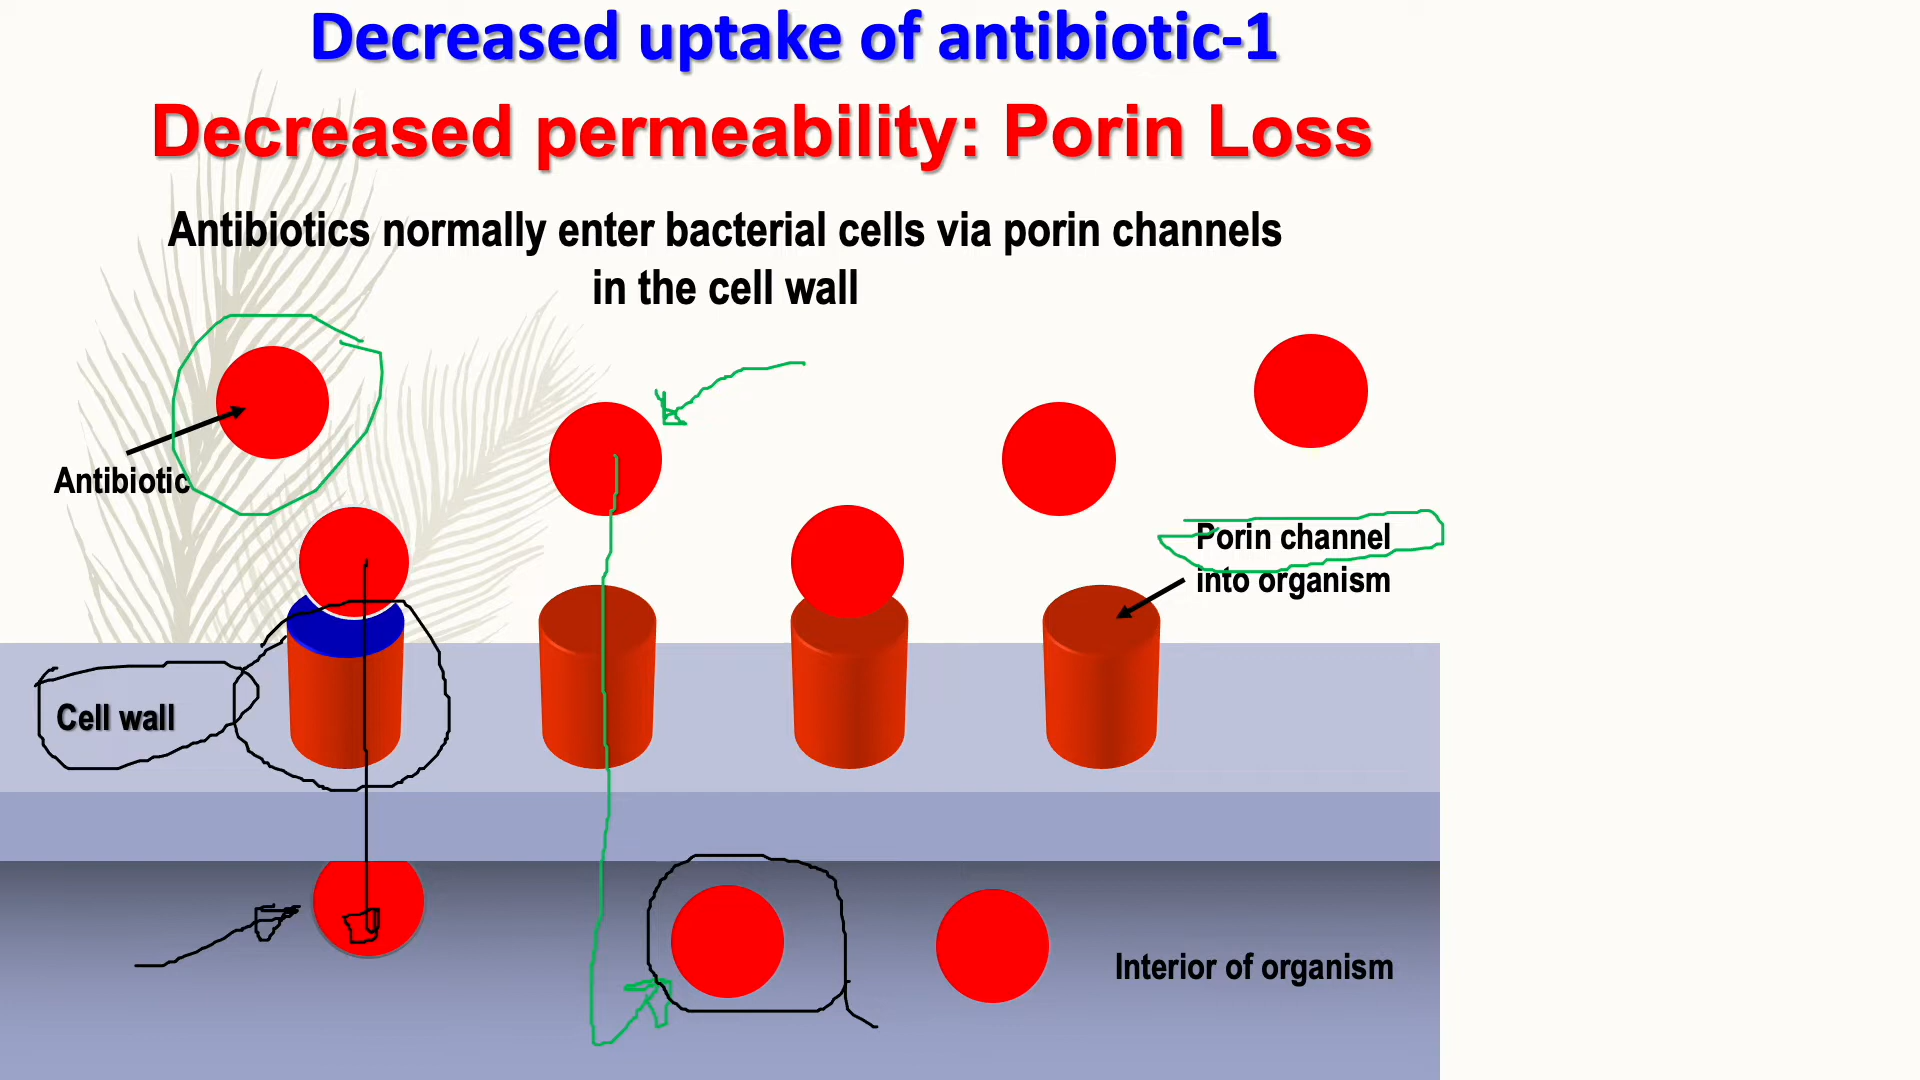 Decreased uptake of antibiotic-1
Decreased permeability: Porin Loss
Antibiotics normally enter bacterial cells via porin channels
in the cell wall
Antibiotic
Porin channel
into organism
Cell wall
Interior of organism